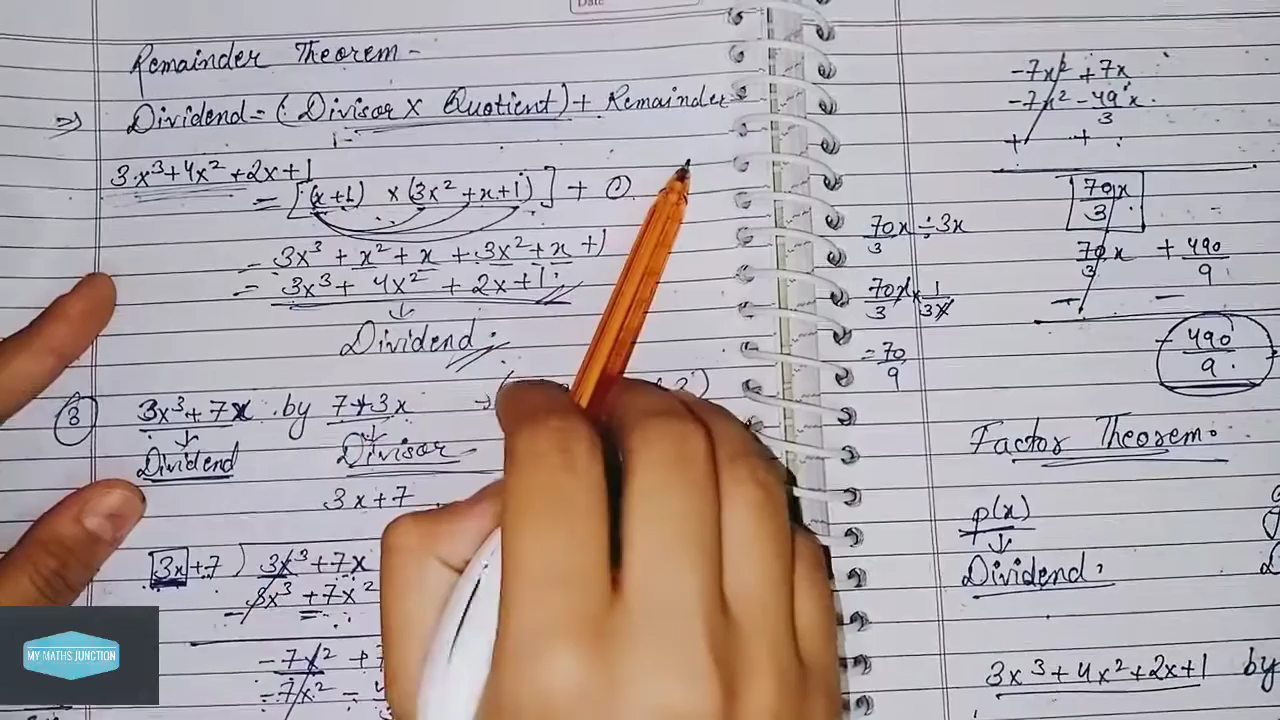 Date
Remainder Theorem -
⇒ Dividend = (Divisor × Quotient) + Remainder
3x³+4x²+2x+1
= [(x+1) × (3x²+x+1)] + 0
= 3x³ + x² + x + 3x² + x + 1
= 3x³ + 4x² + 2x + 1
↓
Dividend.
③ 3x³+7x . by 7+3x →
Dividend Divisor
3x+7
3x+7 ) 3x³+7x
3x³ + 7x²
-7x² +7
-7x² -
MY MATHS JUNCTION
-7x² + 7x
-7x² - 49x
3
+ +
70x
3
70x ÷ 3x
3
70x + 490
3 9
70x × 1
3 3x
- -
= 70
9
- 490
9
Factor Theorem.
p(x)
↓
Dividend.
3x³+4x²+2x+1 by